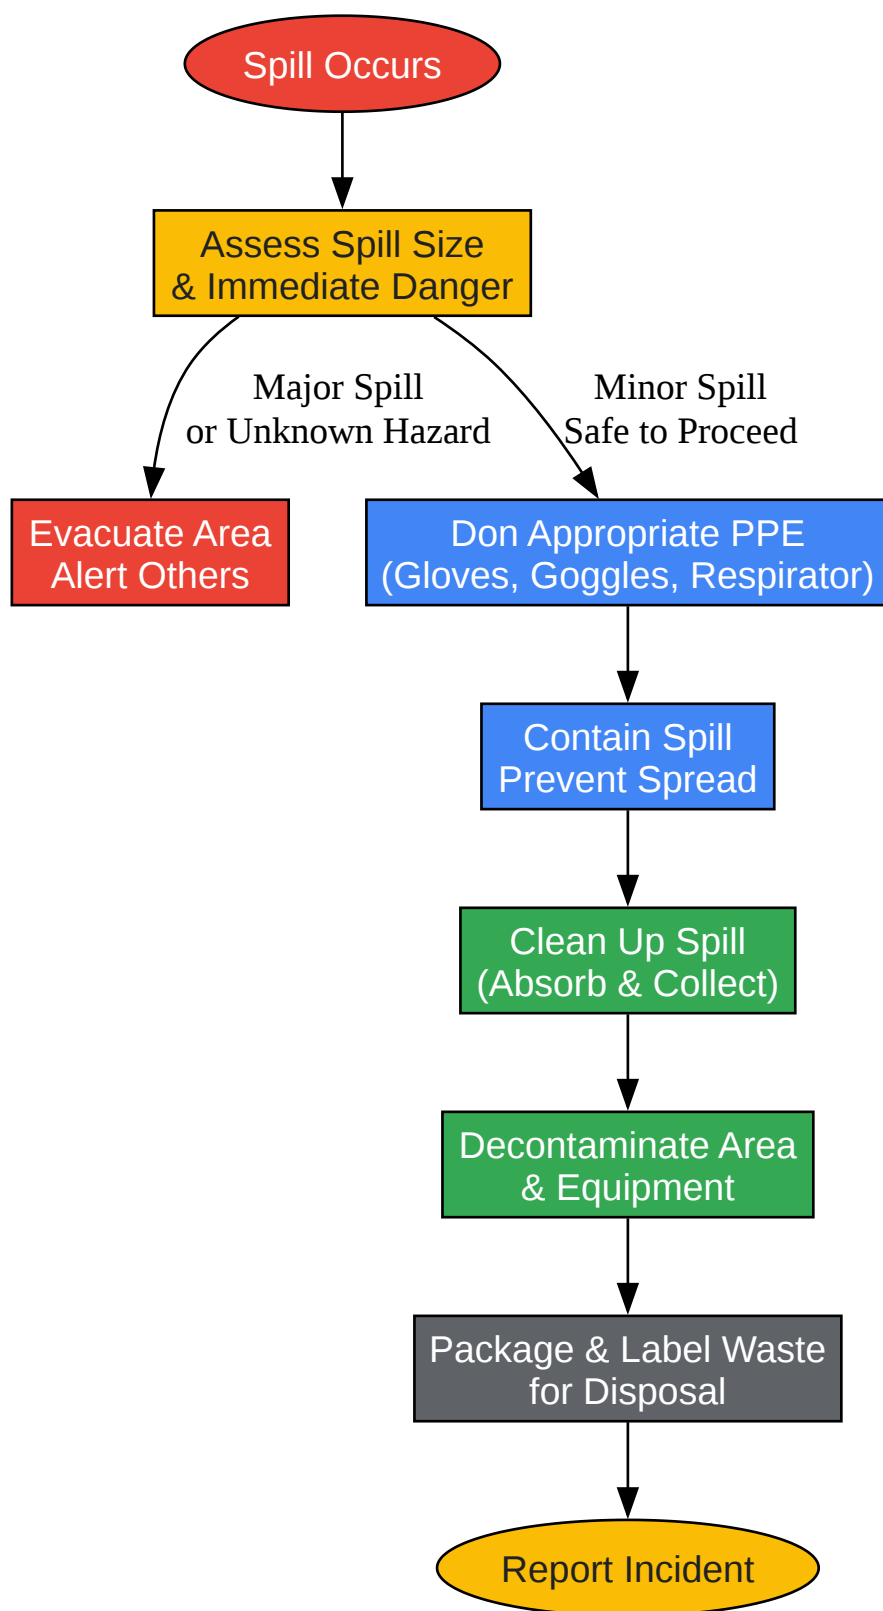 Spill Occurs
Assess Spill Size
& Immediate Danger
Major Spill
or Unknown Hazard
Minor Spill
Safe to Proceed
Evacuate Area
Alert Others
Don Appropriate PPE
(Gloves, Goggles, Respirator)
Contain Spill
Prevent Spread
Clean Up Spill
(Absorb & Collect)
Decontaminate Area
& Equipment
Package & Label Waste
for Disposal
Report Incident